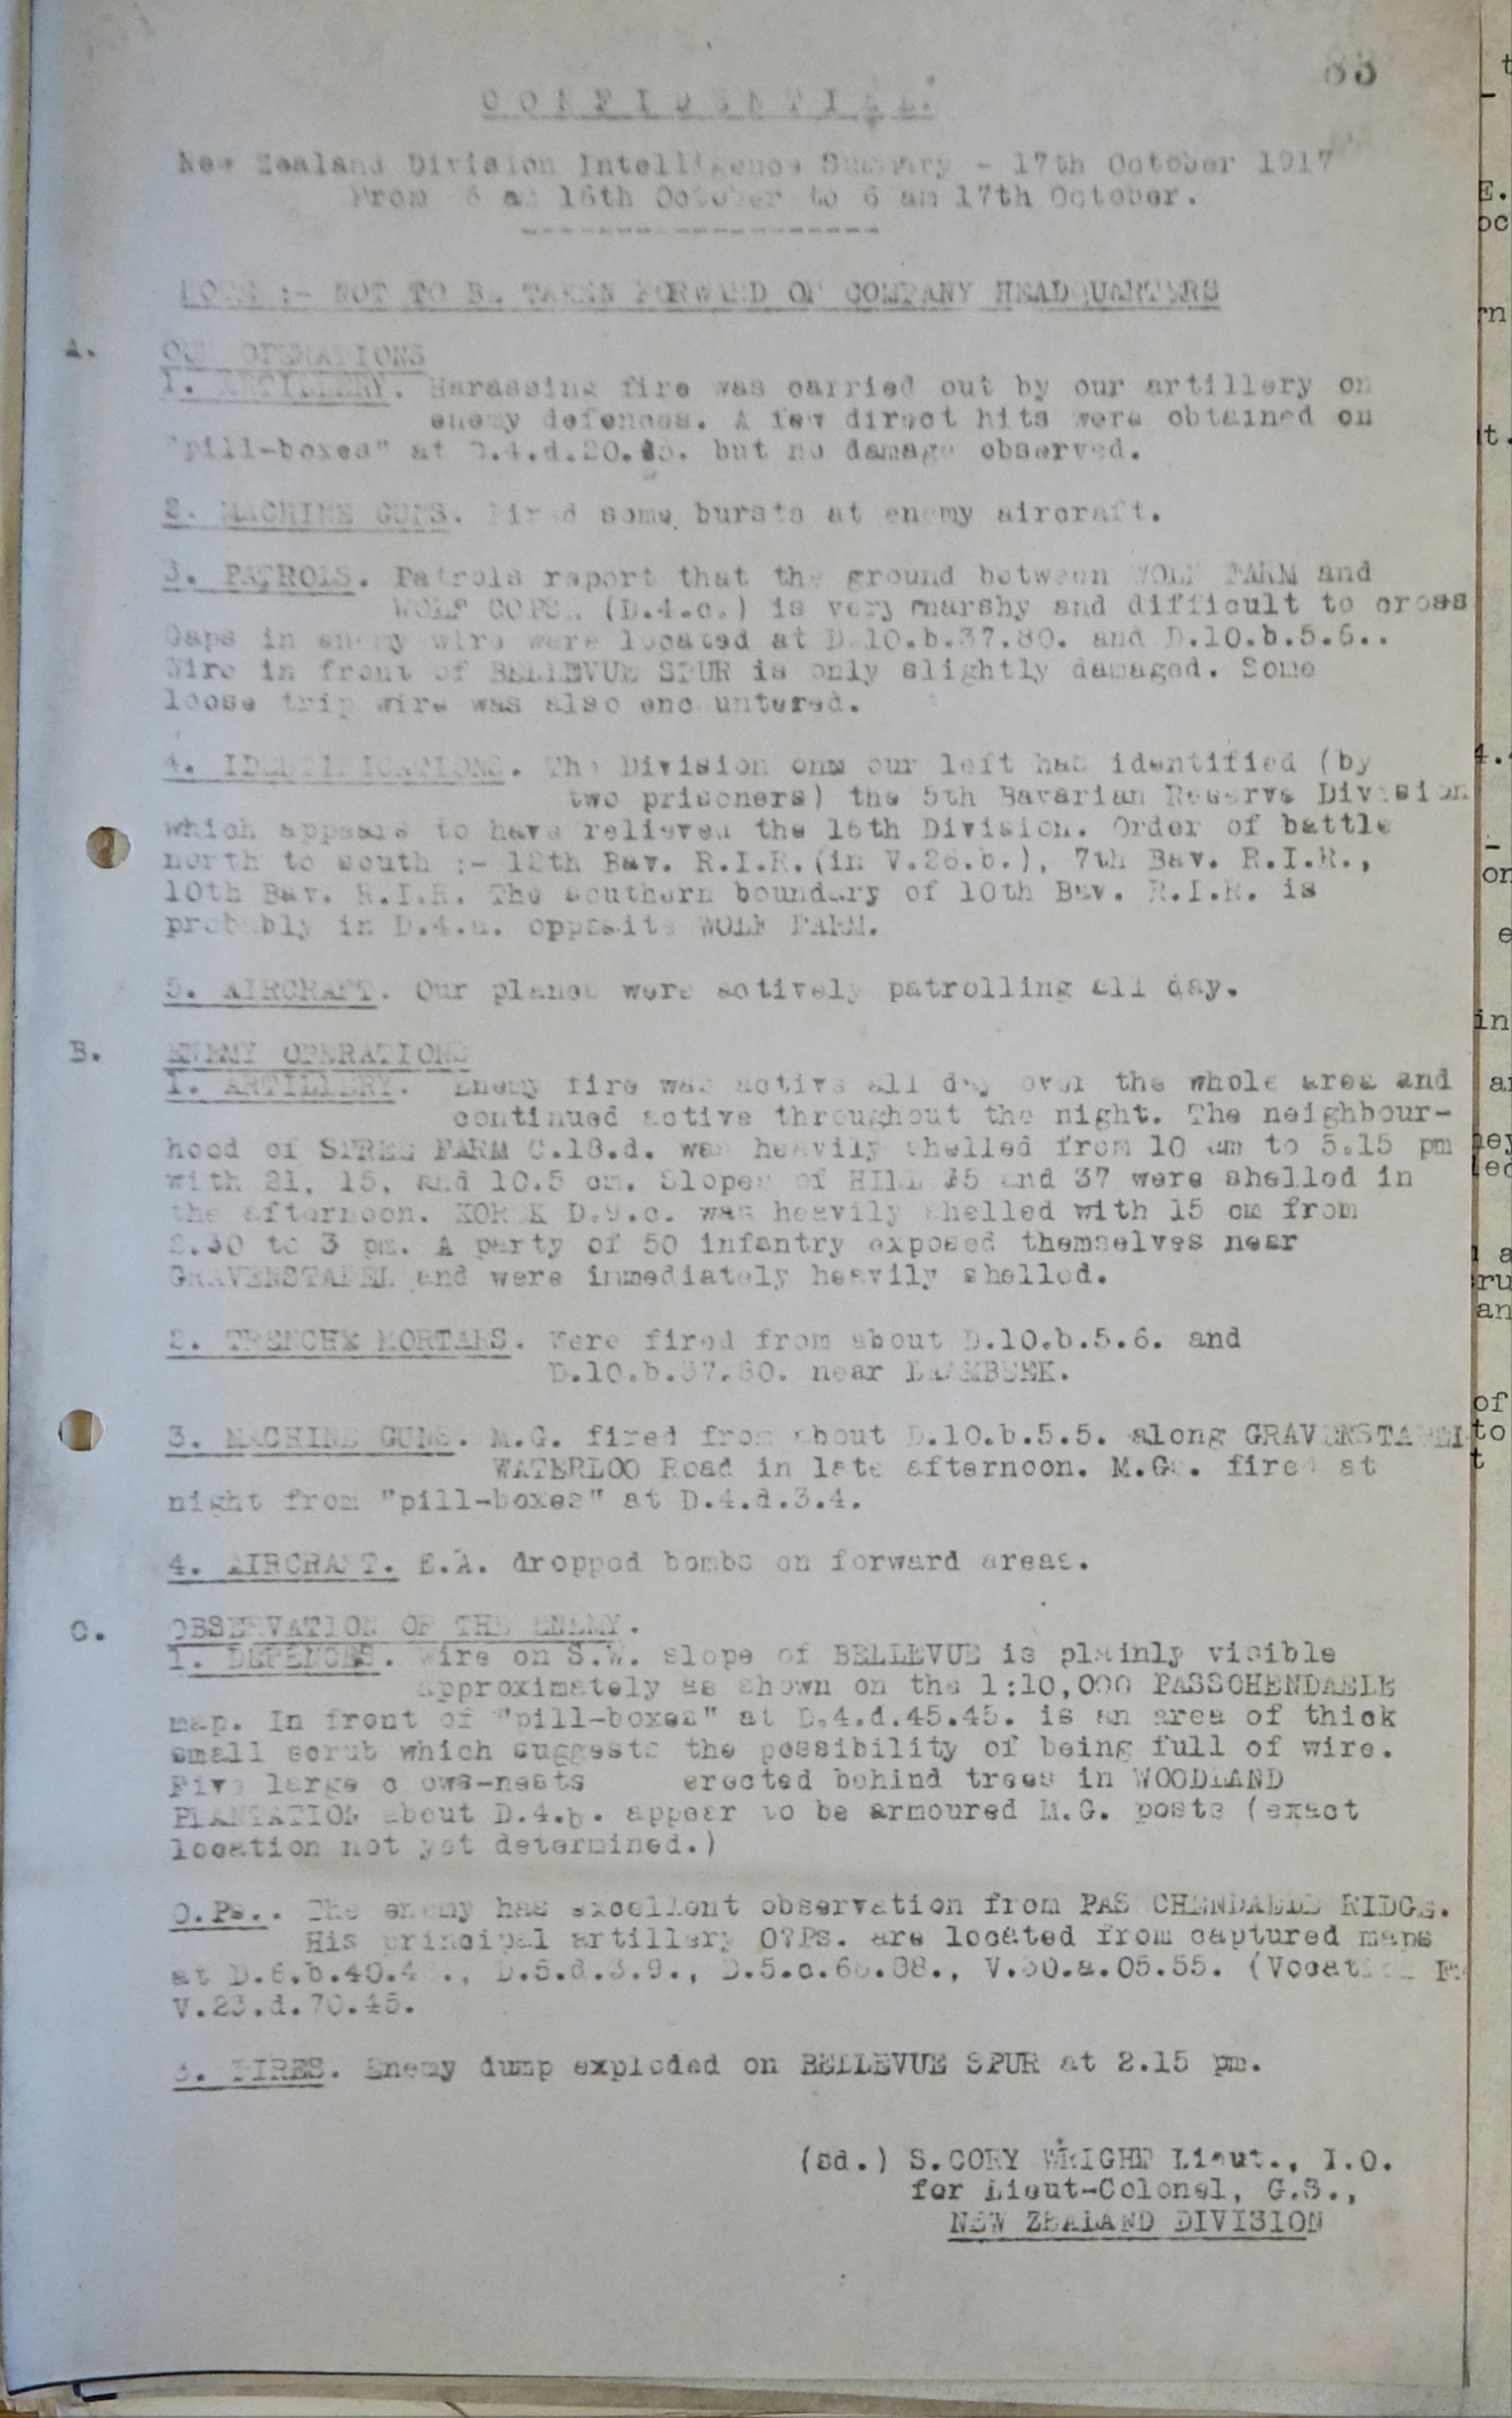 83
CONFIDENTIAL.
New Zealand Division Intelligence Summary - 17th October 1917
From 6 am 16th October to 6 am 17th October.
NOT TO BE TAKEN FORWARD OF COMPANY HEADQUARTERS
A. OUR OPERATIONS
1. ARTILLERY. Harassing fire was carried out by our artillery on
enemy defences. A few direct hits were obtained on
"pill-boxes" at but no damage observed.
2. MACHINE GUNS. Fired some bursts at enemy aircraft.
3. PATROLS. Patrols report that the ground between WOLF FARM and
WOLF COPSE (D.4.c.) is very marshy and difficult to cross
Gaps in enemy wire were located at D.10.b.37.80. and D.10.b.5.6..
Wire in front of BELLEVUE SPUR is only slightly damaged. Some
loose trip wire was also encountered.
4. IDENTIFICATIONS. The Division our left has identified (by
two prisoners) the 5th Bavarian Reserve Division
which appears to have relieved the 16th Division. Order of battle
north to south :- 12th Bav. R.I.R.(in V.26.b.), 7th Bav. R.I.R.,
10th Bav. R.I.R. The southern boundary of 10th Bav. R.I.R. is
probably in opposite WOLF FARM.
5. AIRCRAFT. Our planes were actively patrolling all day.
B. ENEMY OPERATIONS
1. ARTILLERY. Enemy fire was active all day over the whole area and
continued active throughout the night. The neighbour-
hood of SPREE FARM C.18.d. was heavily shelled from 10 am to 5.15 pm
with 21, 15, and 10.5 cm. Slopes of HILL 35 and 37 were shelled in
the afternoon. KOREK D.9.c. was heavily shelled with 15 cm from
2.30 to 3 pm. A party of 50 infantry exposed themselves near
GRAVENSTAFEL and were immediately heavily shelled.
2. TRENCHX MORTARS. Were fired from about D.10.b.5.6. and
D.10.b.37.80. near LAAMBEEK.
3. MACHINE GUNS. M.G. fired from about D.10.b.5.5. along GRAVENSTAFEL
WATERLOO Road in late afternoon. M.Gs. fired at
night from "pill-boxes" at D.4.d.3.4.
4. AIRCRAFT. E.A. dropped bombs on forward areas.
C. OBSERVATION OF THE ENEMY.
1. DEFENCES. Wire on S.W. slope of BELLEVUE is plainly visible
approximately as shown on the 1:10,000 PASSCHENDAELE
map. In front of "pill-boxes" at D.4.d.45.45. is an area of thick
small scrub which suggests the possibility of being full of wire.
Five large crows-nests erected behind trees in WOODLAND
PLANTATION about D.4.b. appear to be armoured M.G. posts (exact
location not yet determined.)
O.Ps.. The enemy has excellent observation from PASSCHENDAELE RIDGE.
His principal artillery O?Ps. are located from captured maps
at D.5.d.3.9., V.30.a.05.55.
V.23.d.70.45.
3. FIRES. Enemy dump exploded on BELLEVUE SPUR at 2.15 pm.
(sd.) S.CORY WRIGHT Lieut., I.O.
for Lieut-Colonel, G.S.,
NEW ZEALAND DIVISION